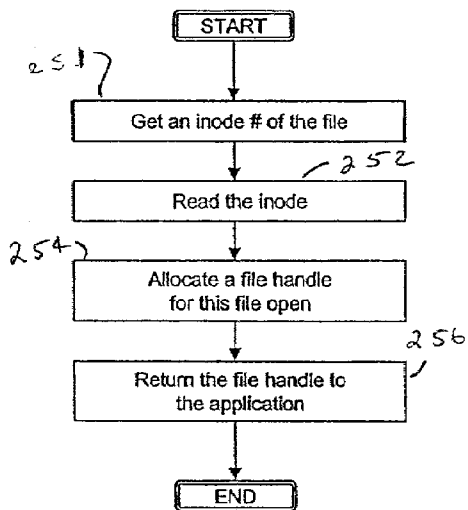 START
251
Get an inode # of the file
252
Read the inode
254
Allocate a file handle
for this file open
256
Return the file handle to
the application
END